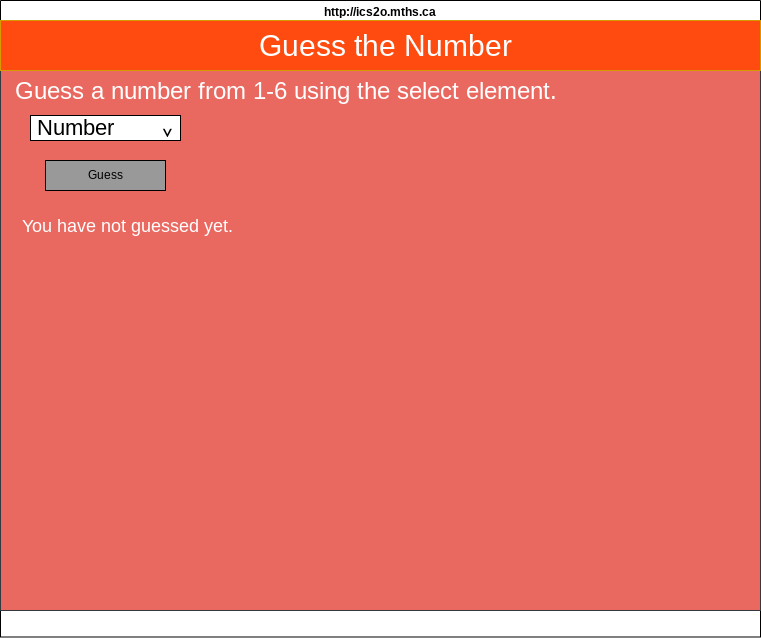 http://ics2o.mths.ca
Guess the Number
Guess a number from 1-6 using the select element.
Number
Guess
You have not guessed yet.